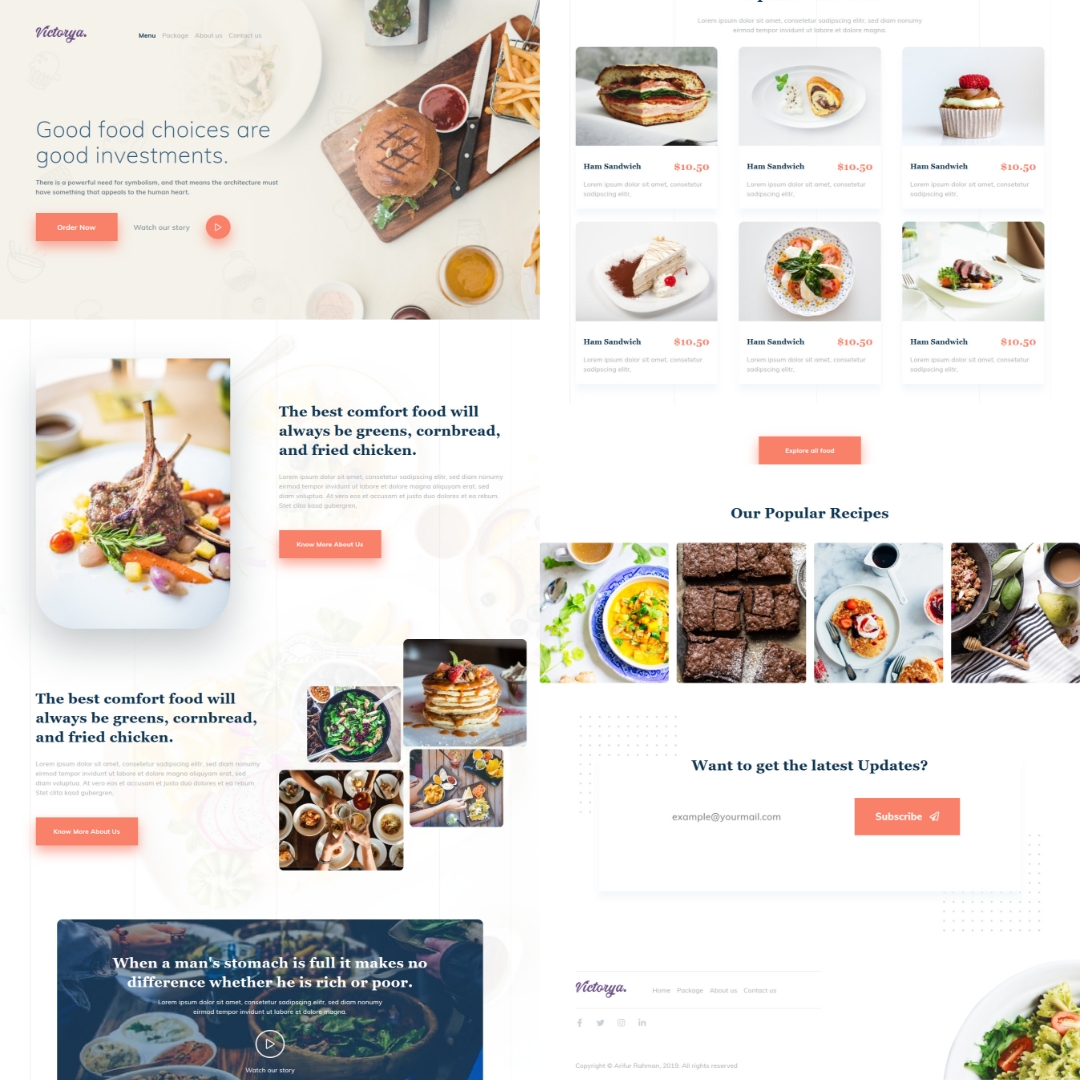 Victorya.
Menu Package About us Contact us
Good food choices are
good investments.
There is a powerful need for symbolism, and that means the architecture must
have something that appeals to the human heart.
Order Now
Watch our story
The best comfort food will
always be greens, cornbread,
and fried chicken.
Lorem ipsum dolor sit amet, consetetur sadipscing elitr, sed diam nonumy
eirmod tempor invidunt ut labore et dolore magna aliquyam erat, sed
diam voluptua. At vero eos et accusam et justo duo dolores et ea rebum.
Stet clita kasd gubergren.
Know More About Us
The best comfort food will
always be greens, cornbread,
and fried chicken.
Lorem ipsum dolor sit amet, consetetur sadipscing elitr, sed diam nonumy
eirmod tempor invidunt ut labore et dolore magna aliquyam erat, sed
diam voluptua. At vero eos et accusam et justo duo dolores et ea rebum.
Stet clita kasd gubergren.
Know More About Us
When a man's stomach is full it makes no
difference whether he is rich or poor.
Lorem ipsum dolor sit amet, consetetur sadipscing elitr, sed diam nonumy
eirmod tempor invidunt ut labore et dolore magna.
Watch our story
Lorem ipsum dolor sit amet, consetetur sadipscing elitr, sed diam nonumy
eirmod tempor invidunt ut labore et dolore magna.
Ham Sandwich $10.50
Lorem ipsum dolor sit amet, consetetur
sadipscing elitr,
Ham Sandwich $10.50
Lorem ipsum dolor sit amet, consetetur
sadipscing elitr,
Ham Sandwich $10.50
Lorem ipsum dolor sit amet, consetetur
sadipscing elitr,
Ham Sandwich $10.50
Lorem ipsum dolor sit amet, consetetur
sadipscing elitr,
Ham Sandwich $10.50
Lorem ipsum dolor sit amet, consetetur
sadipscing elitr,
Ham Sandwich $10.50
Lorem ipsum dolor sit amet, consetetur
sadipscing elitr,
Explore all food
Our Popular Recipes
Want to get the latest Updates?
example@yourmail.com
Subscribe
Victorya.
Home Package About us Contact us
Copyright © Arifur Rahman, 2019. All rights reserved